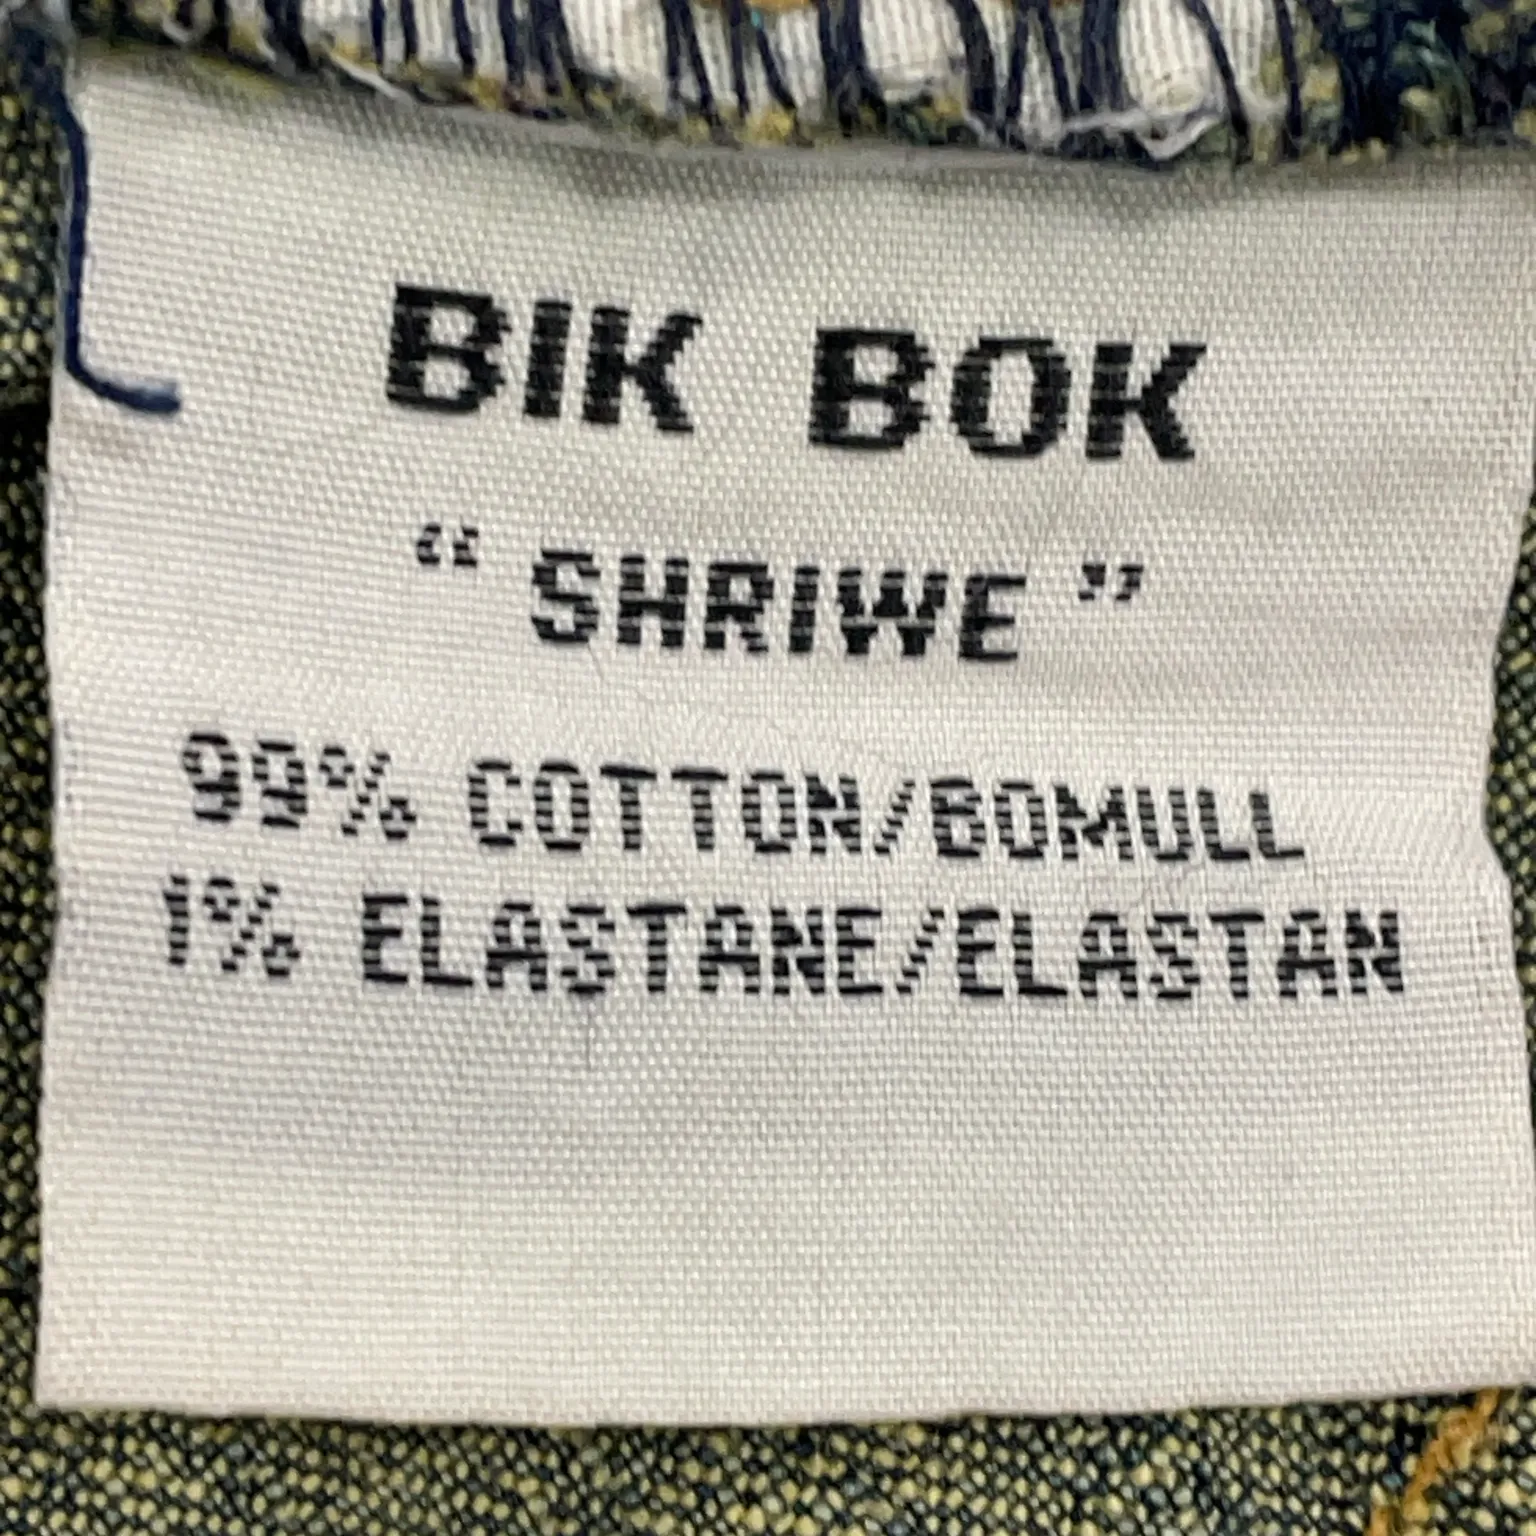 BIK BOK
“ SHRIWE ”
99% COTTON/BOMULL
1% ELASTANE/ELASTAN